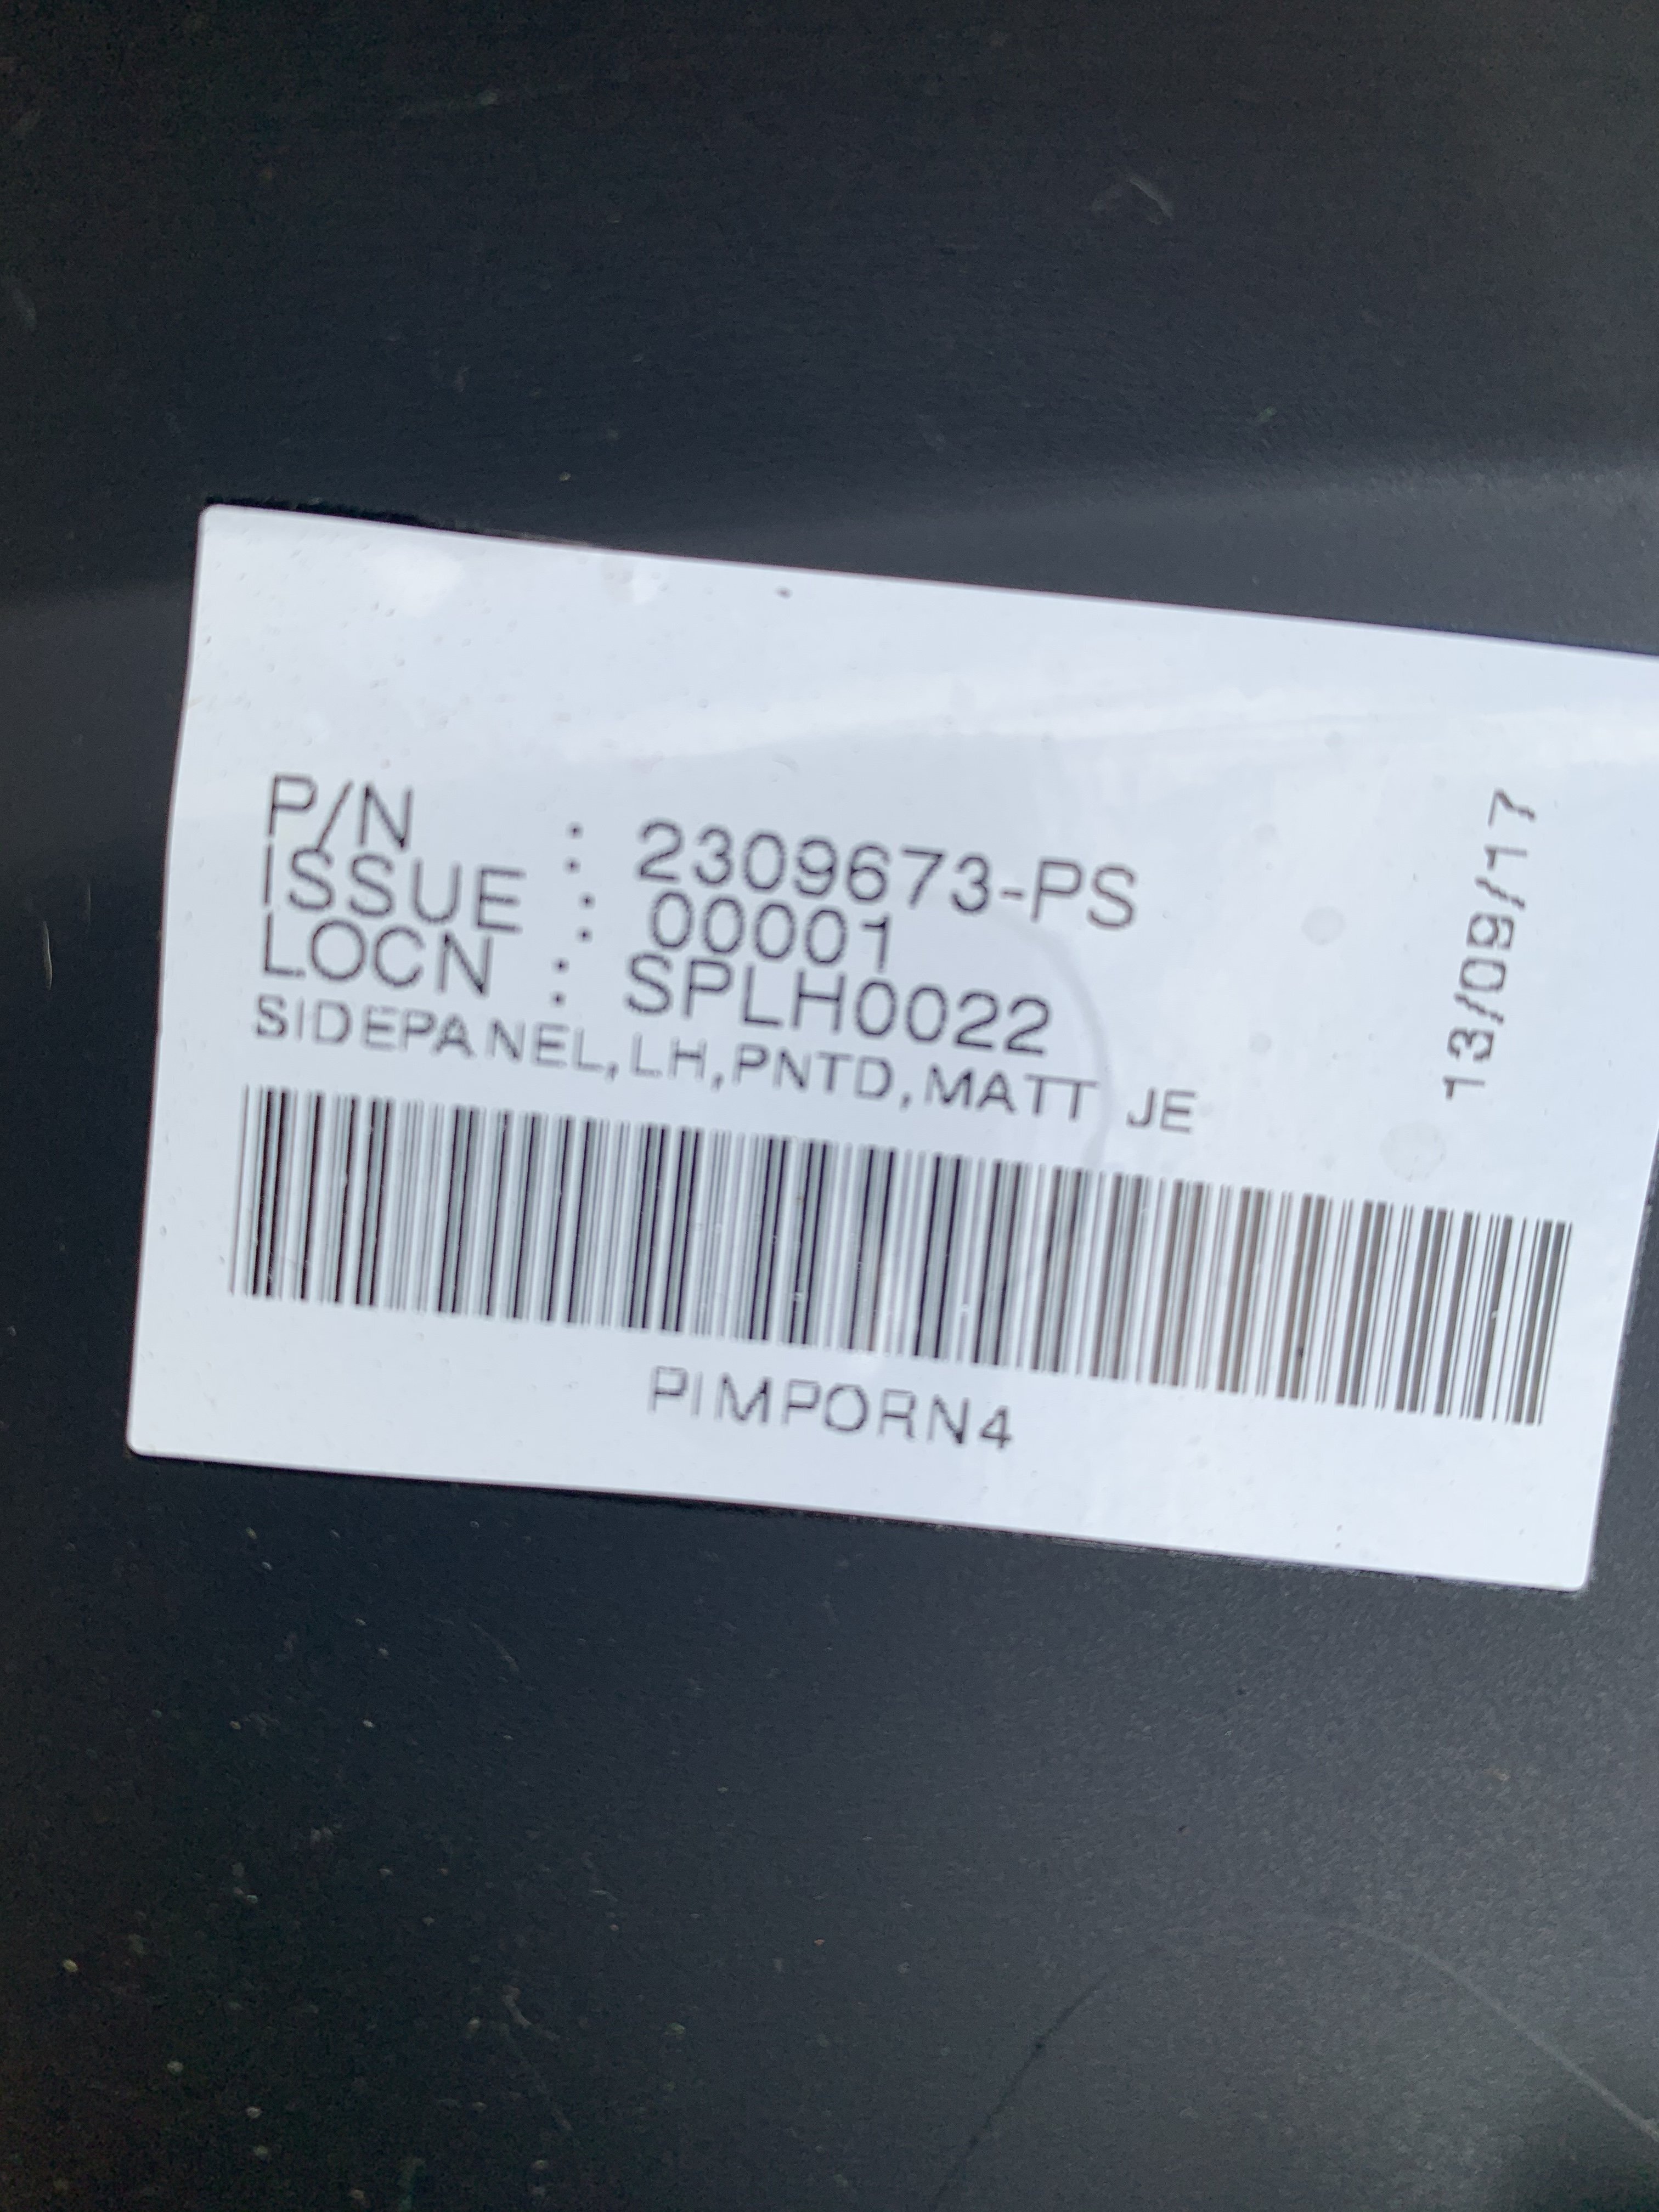 P/N : 2309673-PS
ISSUE : 00001
LOCN : SPLH0022
SIDEPANEL,LH,PNTD,MATT JE
PIMPORN4
13/09/17